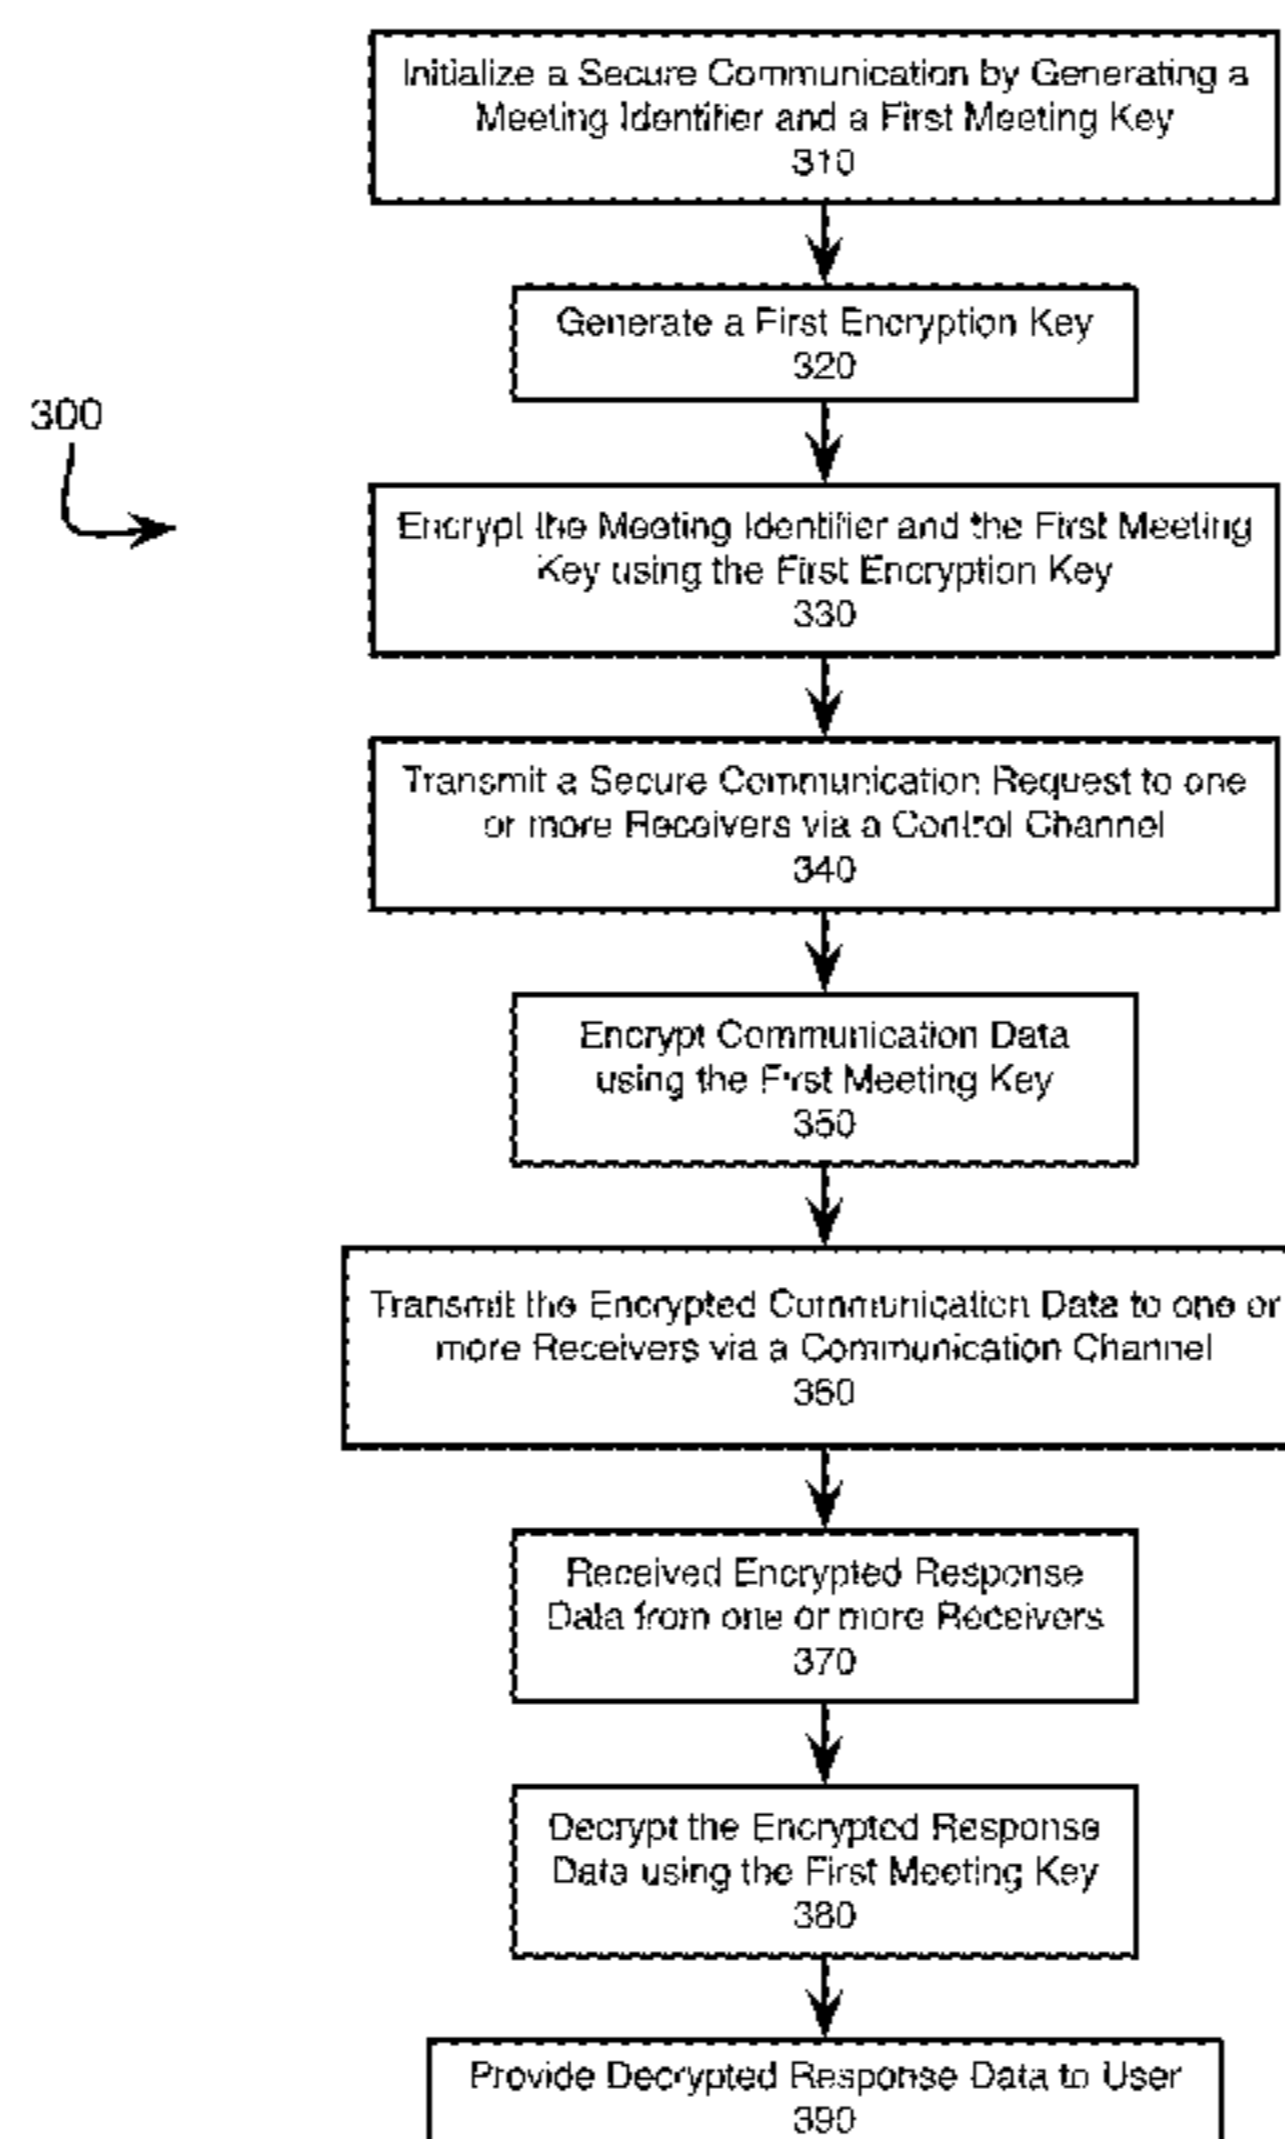 Initialize a Secure Communication by Generating a
Meeting Identifier and a First Meeting Key
310
Generate a First Encryption Key
320
300
Encrypt the Meeting Identifier and the First Meeting
Key using the First Encryption Key
330
Transmit a Secure Communication Request to one
or more Receivers via a Control Channel
340
Encrypt Communication Data
using the First Meeting Key
350
Transmit the Encrypted Communication Data to one or
more Receivers via a Communication Channel
360
Received Encrypted Response
Data from one or more Receivers
370
Decrypt the Encrypted Response
Data using the First Meeting Key
380
Provide Decrypted Response Data to User
390